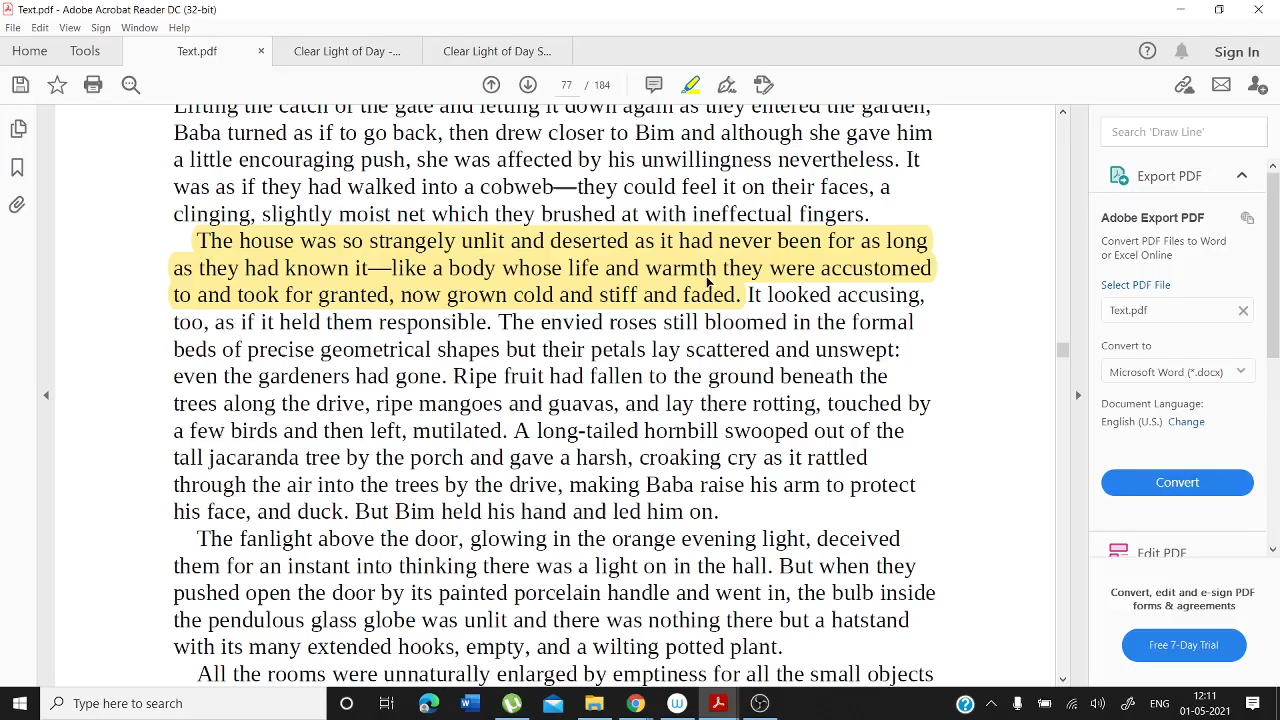 Text.pdf - Adobe Acrobat Reader DC (32-bit)
File Edit View Sign Window Help
Home Tools Text.pdf × Clear Light of Day -... Clear Light of Day S... Sign In
77 / 184
Lifting the catch of the gate and letting it down again as they entered the garden,
Baba turned as if to go back, then drew closer to Bim and although she gave him
a little encouraging push, she was affected by his unwillingness nevertheless. It
was as if they had walked into a cobweb—they could feel it on their faces, a
clinging, slightly moist net which they brushed at with ineffectual fingers.
The house was so strangely unlit and deserted as it had never been for as long
as they had known it—like a body whose life and warmth they were accustomed
to and took for granted, now grown cold and stiff and faded. It looked accusing,
too, as if it held them responsible. The envied roses still bloomed in the formal
beds of precise geometrical shapes but their petals lay scattered and unswept:
even the gardeners had gone. Ripe fruit had fallen to the ground beneath the
trees along the drive, ripe mangoes and guavas, and lay there rotting, touched by
a few birds and then left, mutilated. A long-tailed hornbill swooped out of the
tall jacaranda tree by the porch and gave a harsh, croaking cry as it rattled
through the air into the trees by the drive, making Baba raise his arm to protect
his face, and duck. But Bim held his hand and led him on.
The fanlight above the door, glowing in the orange evening light, deceived
them for an instant into thinking there was a light on in the hall. But when they
pushed open the door by its painted porcelain handle and went in, the bulb inside
the pendulous glass globe was unlit and there was nothing there but a hatstand
with its many extended hooks, empty, and a wilting potted plant.
All the rooms were unnaturally enlarged by emptiness for all the small objects
Search 'Draw Line'
Export PDF
Adobe Export PDF
Convert PDF Files to Word
or Excel Online
Select PDF File
Text.pdf
Convert to
Microsoft Word (*.docx)
Document Language:
English (U.S.) Change
Convert
Edit PDF
Convert, edit and e-sign PDF
forms & agreements
Free 7-Day Trial
Type here to search
ENG
12:11
01-05-2021